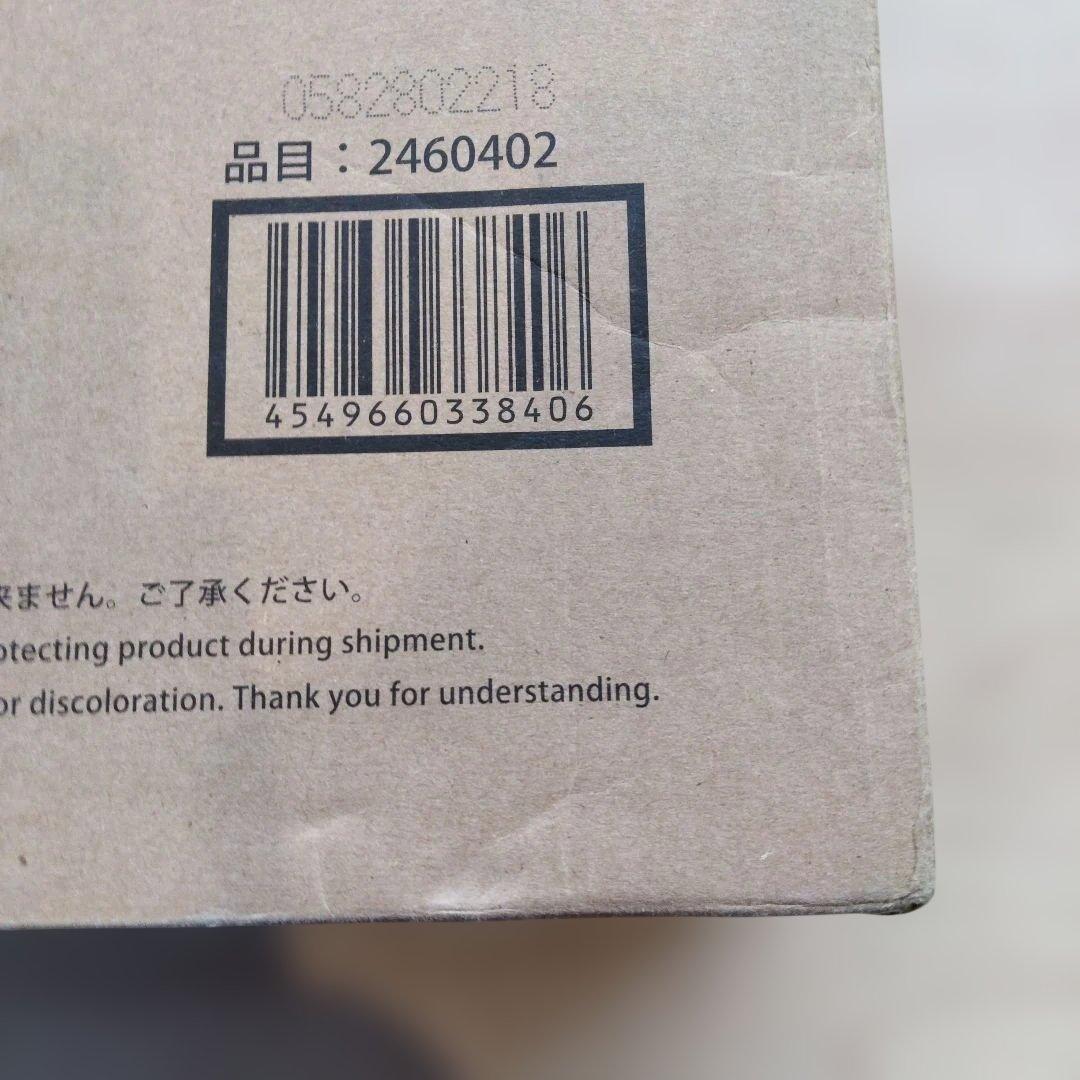 0582802218
品目：2460402
4549660338406
来ません。ご了承ください。
otecting product during shipment.
or discoloration. Thank you for understanding.